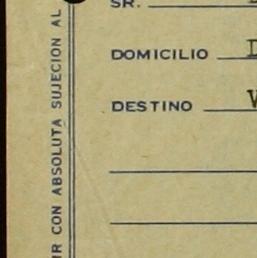 SR.
DOMICILIO
DESTINO
CON ABSOLUTA SUJECION AL